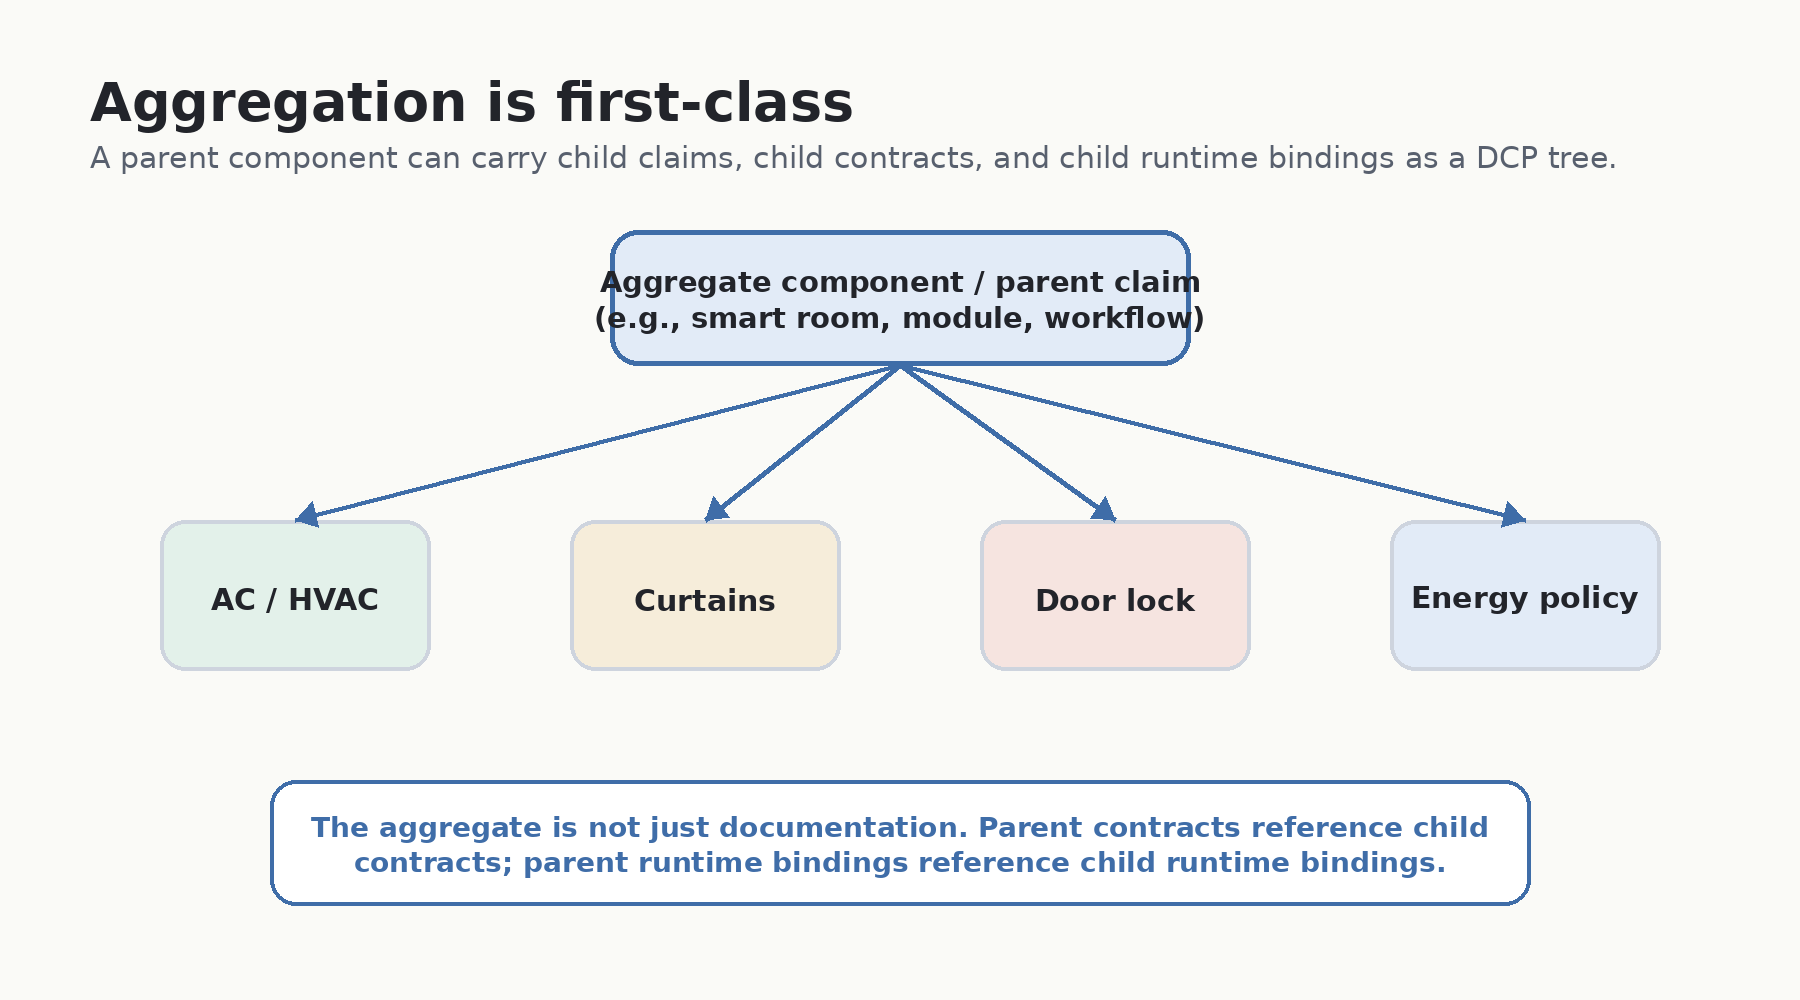 Aggregation is first-class
A parent component can carry child claims, child contracts, and child runtime bindings as a DCP tree.
Aggregate component / parent claim
(e.g., smart room, module, workflow)
AC / HVAC
Curtains
Door lock
Energy policy
The aggregate is not just documentation. Parent contracts reference child
contracts; parent runtime bindings reference child runtime bindings.